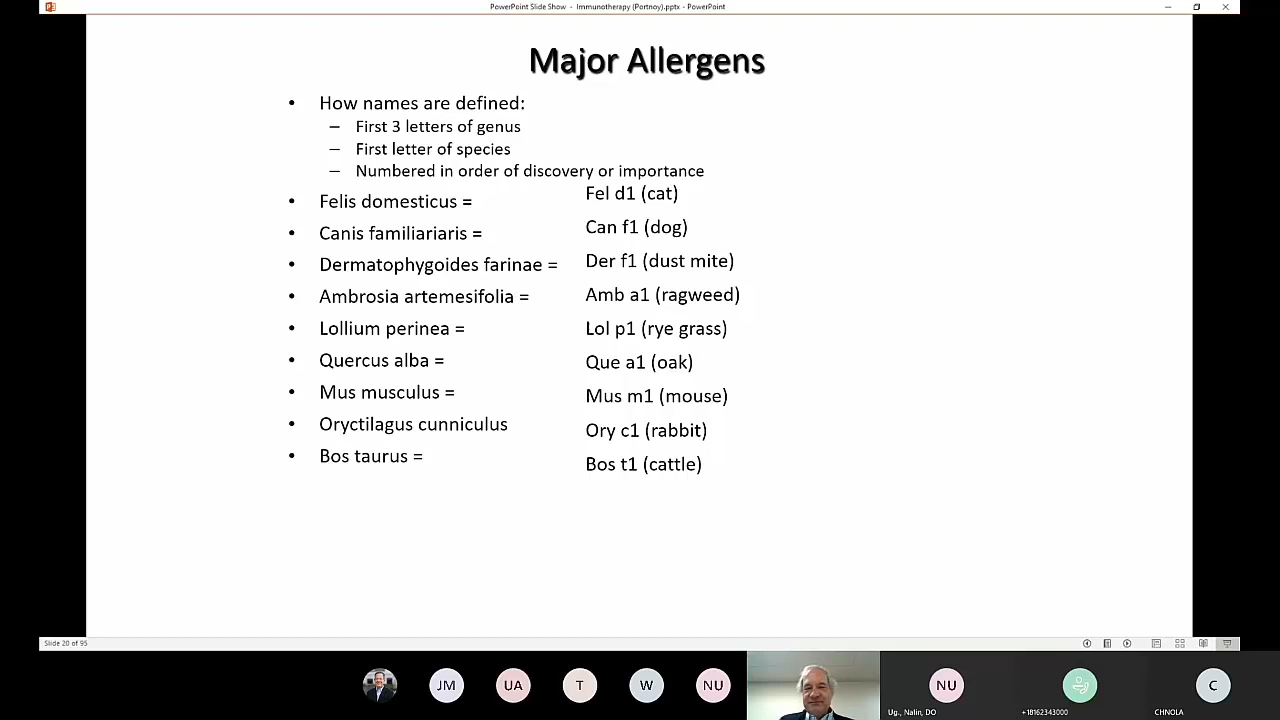 PowerPoint Slide Show - Immunotherapy (Portnoy).pptx - PowerPoint
Major Allergens
• How names are defined:
– First 3 letters of genus
– First letter of species
– Numbered in order of discovery or importance
• Felis domesticus = Fel d1 (cat)
• Canis familiariaris = Can f1 (dog)
• Dermatophygoides farinae = Der f1 (dust mite)
• Ambrosia artemesifolia = Amb a1 (ragweed)
• Lollium perinea = Lol p1 (rye grass)
• Quercus alba = Que a1 (oak)
• Mus musculus = Mus m1 (mouse)
• Oryctilagus cunniculus Ory c1 (rabbit)
• Bos taurus = Bos t1 (cattle)
Slide 20 of 95
JM UA T W NU NU C
Ug., Nalin, DO +18162343000 CHNOLA